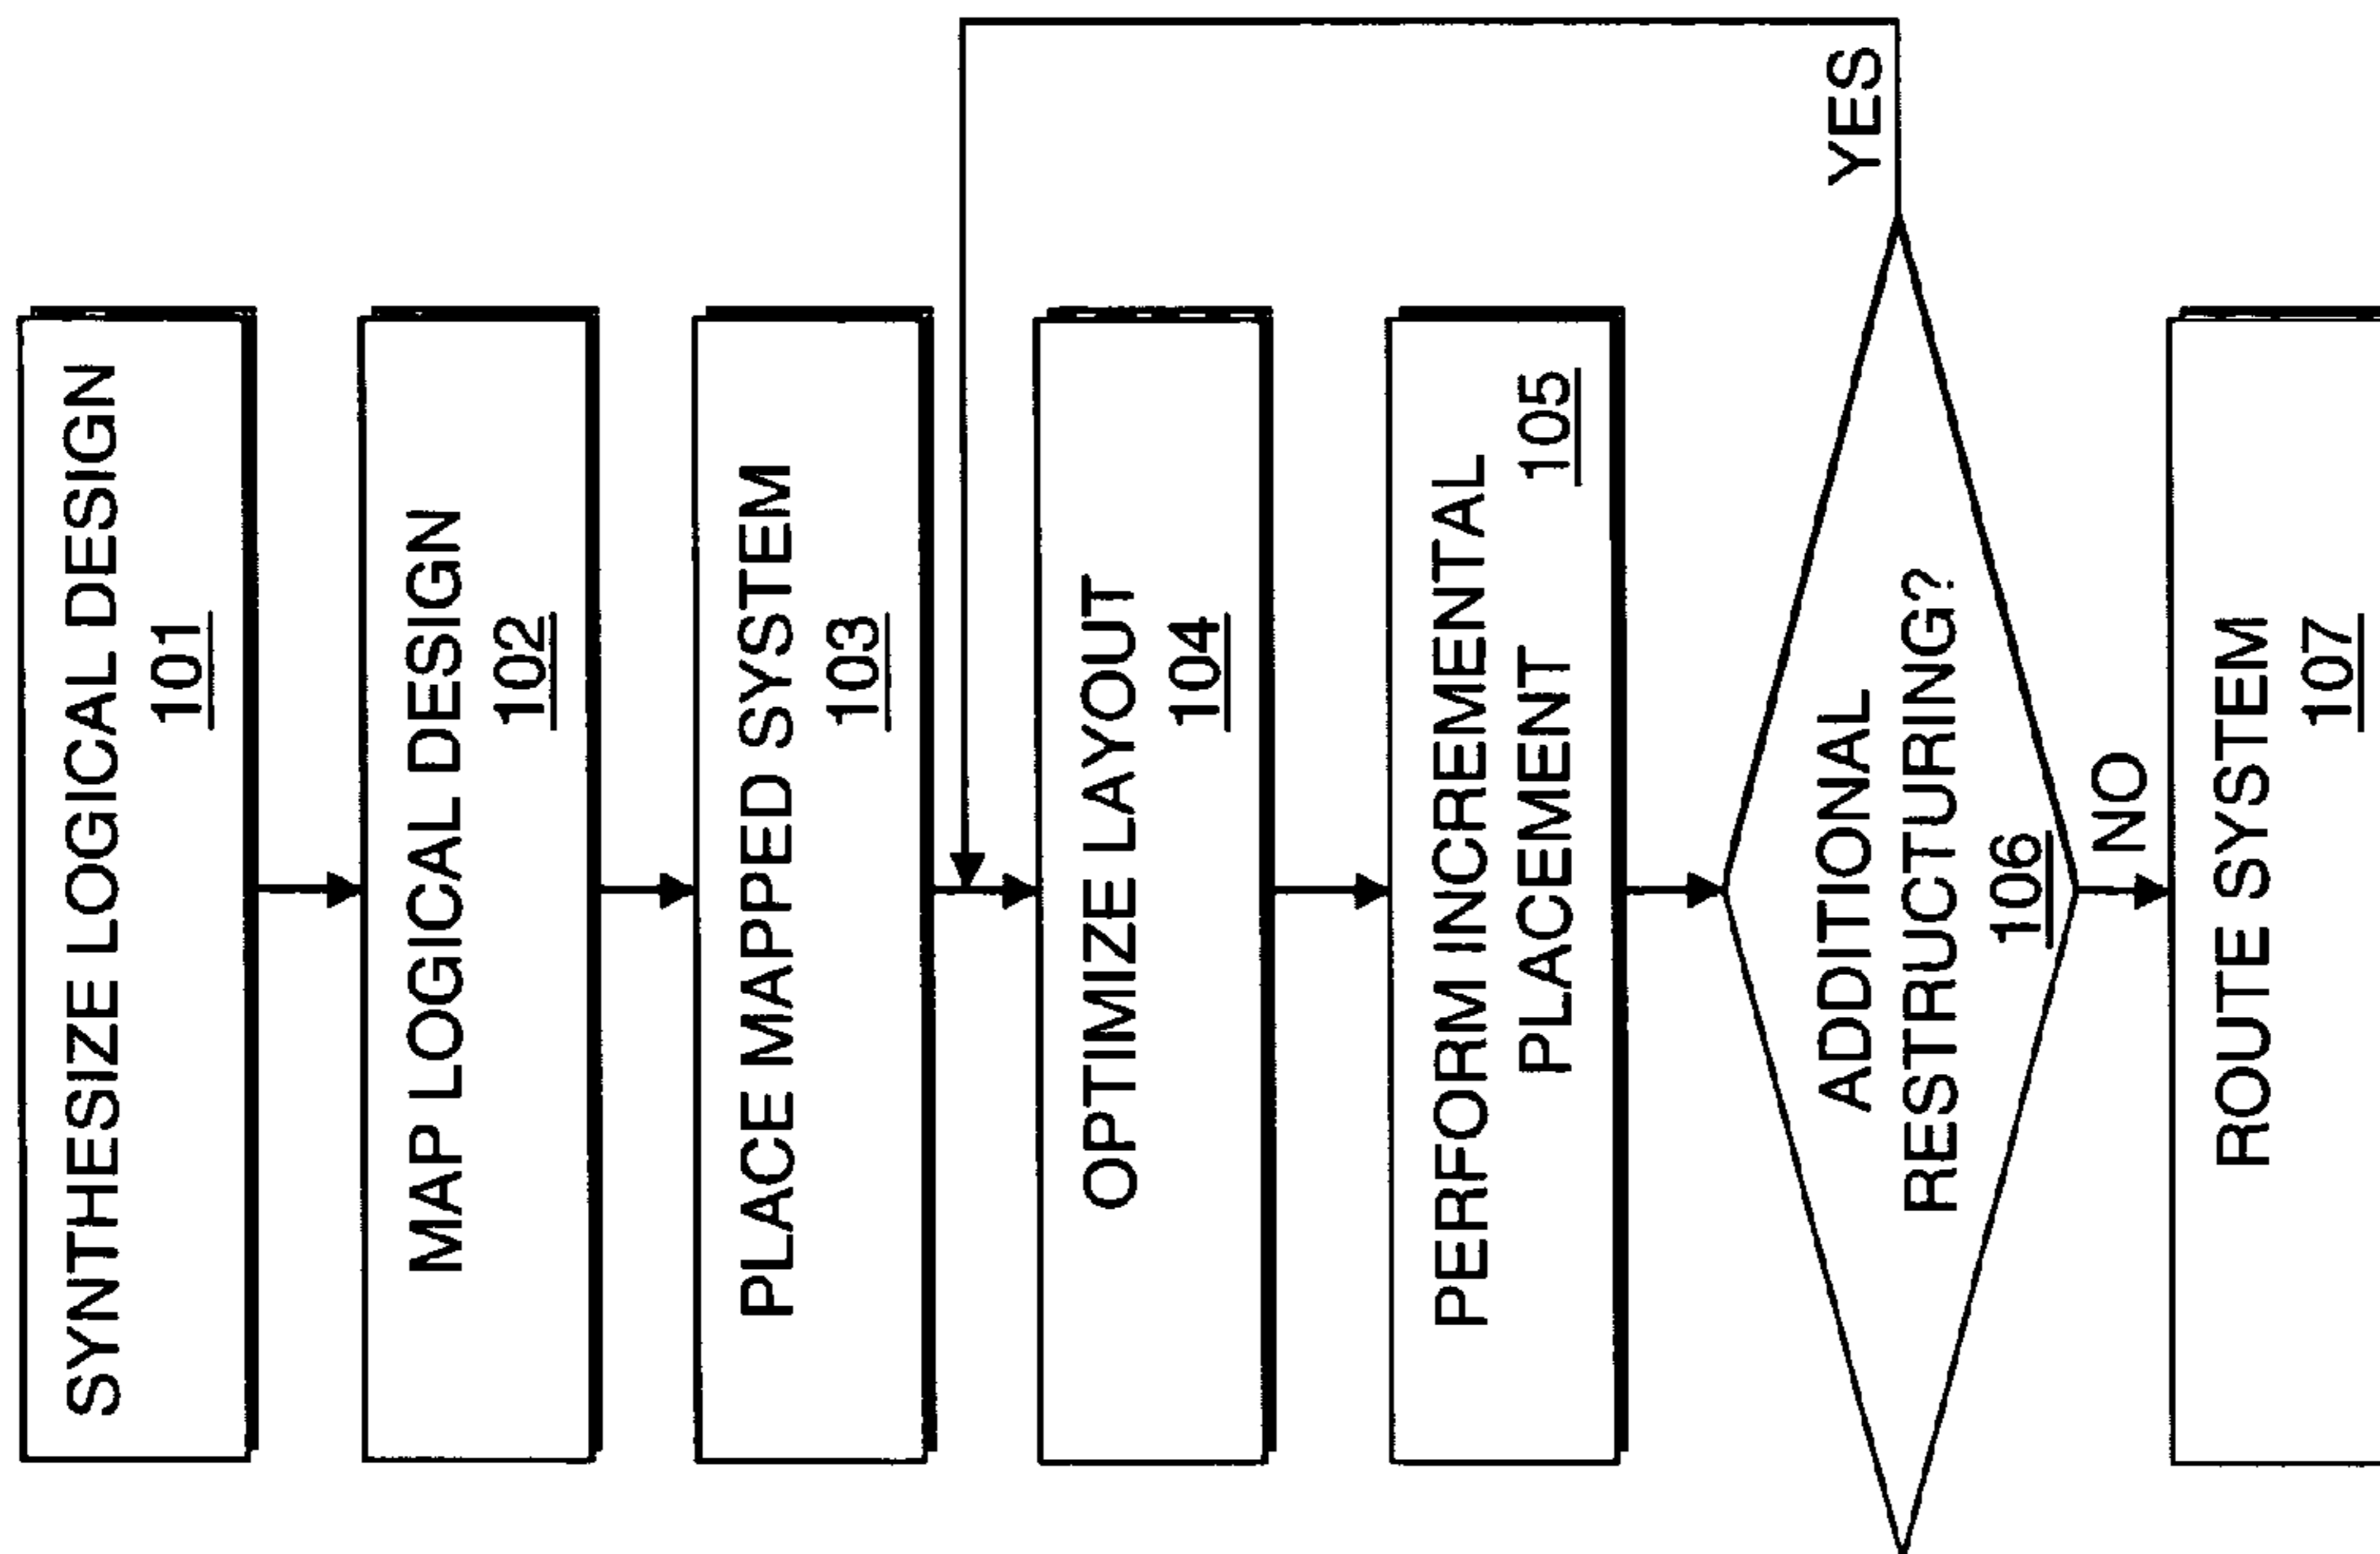 SYNTHESIZE LOGICAL DESIGN
101
MAP LOGICAL DESIGN
102
PLACE MAPPED SYSTEM
103
OPTIMIZE LAYOUT
104
PERFORM INCREMENTAL
PLACEMENT 105
ADDITIONAL
RESTRUCTURING?
106
YES
NO
ROUTE SYSTEM
107